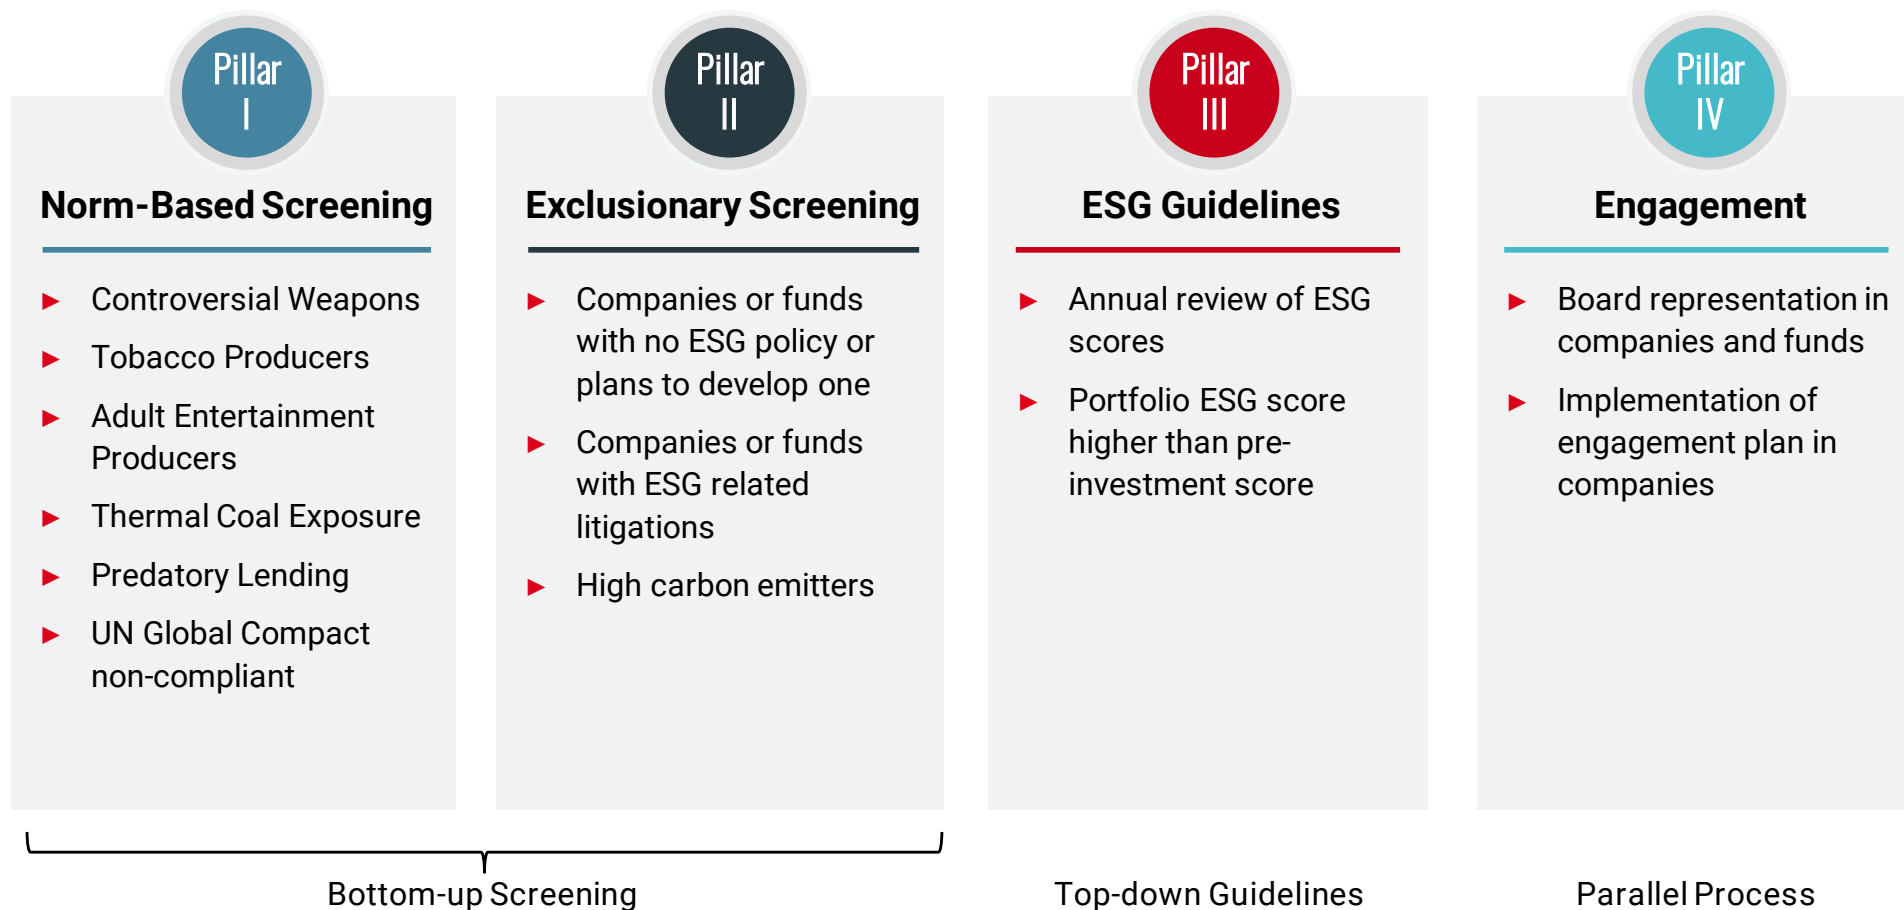 Pillar
I
Norm-Based Screening
► Controversial Weapons
► Tobacco Producers
► Adult Entertainment
Producers
► Thermal Coal Exposure
► Predatory Lending
► UN Global Compact
non-compliant
Pillar
II
Exclusionary Screening
► Companies or funds
with no ESG policy or
plans to develop one
► Companies or funds
with ESG related
litigations
► High carbon emitters
Bottom-up Screening
Pillar
III
ESG Guidelines
► Annual review of ESG
scores
► Portfolio ESG score
higher than pre-
investment score
Top-down Guidelines
Pillar
IV
Engagement
► Board representation in
companies and funds
► Implementation of
engagement plan in
companies
Parallel Process